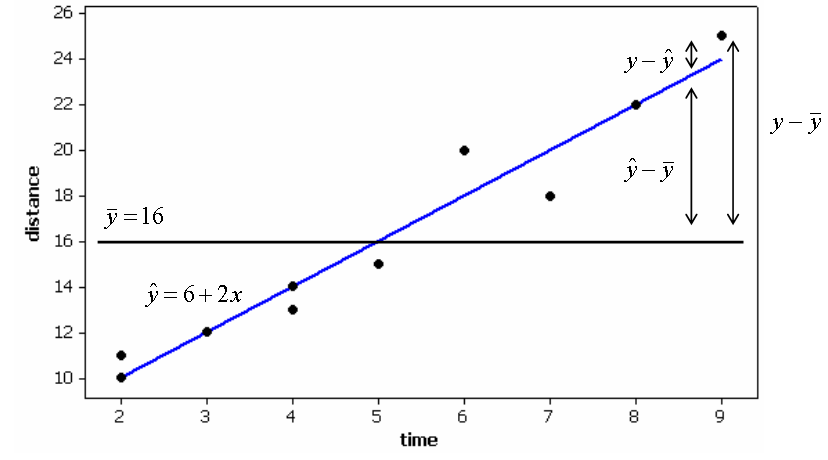 26
24
22
20
18
16
14
12
10
distance
y − ŷ
ŷ − y̅
y − y̅
y̅ = 16
ŷ = 6 + 2x
2 3 4 5 6 7 8 9
time